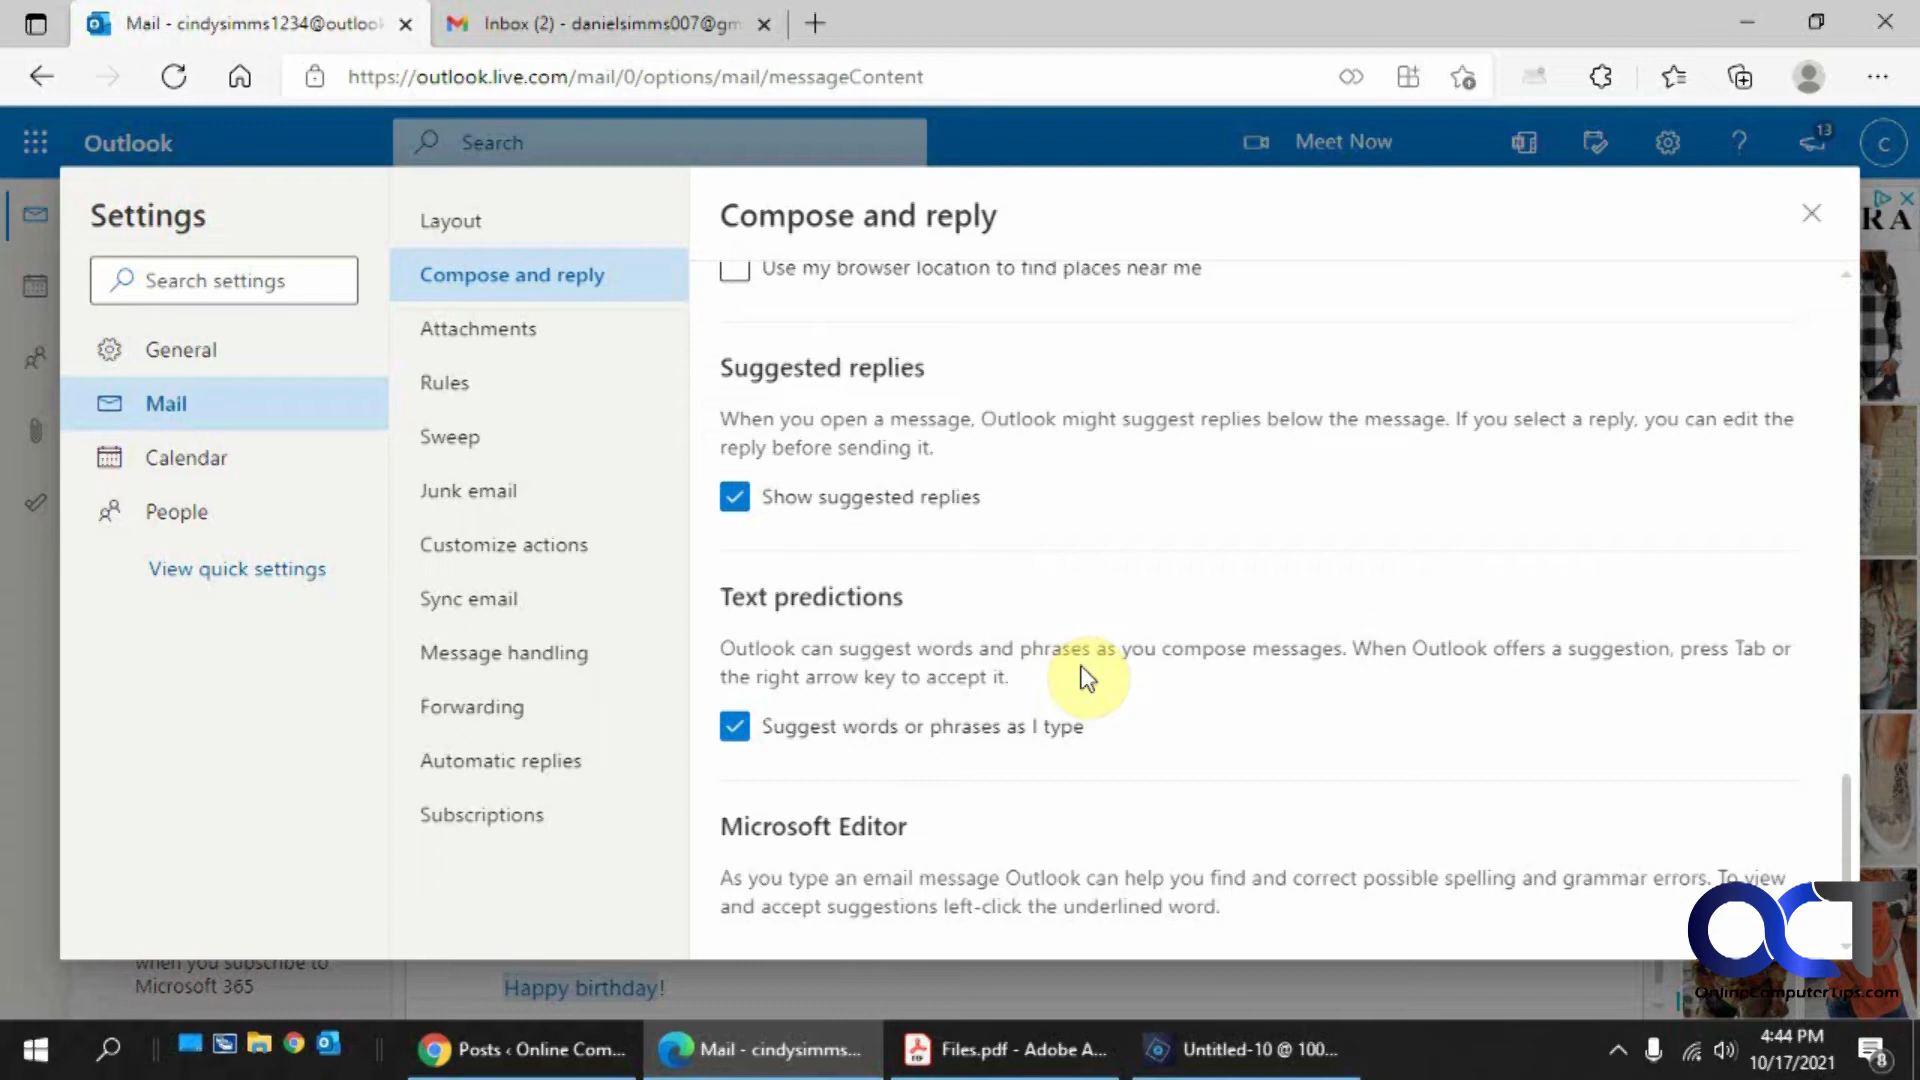 Mail - cindysimms1234@outloo
Inbox (2) - danielsimms007@gm
https://outlook.live.com/mail/0/options/mail/messageContent
Outlook
Search
Meet Now
13
C
Settings
Search settings
General
Mail
Calendar
People
View quick settings
Layout
Compose and reply
Attachments
Rules
Sweep
Junk email
Customize actions
Sync email
Message handling
Forwarding
Automatic replies
Subscriptions
Compose and reply
Use my browser location to find places near me
Suggested replies
When you open a message, Outlook might suggest replies below the message. If you select a reply, you can edit the
reply before sending it.
Show suggested replies
Text predictions
Outlook can suggest words and phrases as you compose messages. When Outlook offers a suggestion, press Tab or
the right arrow key to accept it.
Suggest words or phrases as I type
Microsoft Editor
As you type an email message Outlook can help you find and correct possible spelling and grammar errors. To view
and accept suggestions left-click the underlined word.
RA
when you subscribe to
Microsoft 365
Happy birthday!
OCT
OnlineComputerTips.com
Posts ‹ Online Com...
Mail - cindysimms...
Files.pdf - Adobe A...
Untitled-10 @ 100...
4:44 PM
10/17/2021
8